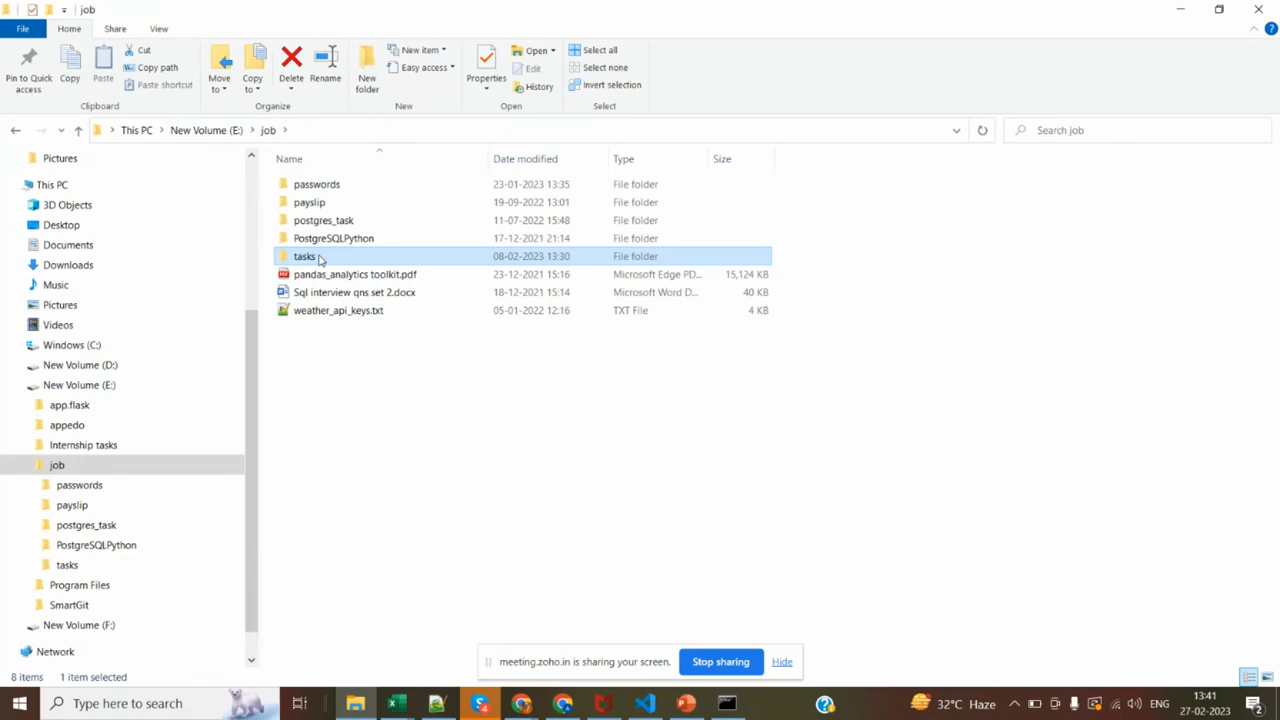 job
File
Home
Share
View
Pin to Quick access
Copy
Paste
Cut
Copy path
Paste shortcut
Clipboard
Move to
Copy to
Delete
Rename
Organize
New folder
New item
Easy access
New
Properties
Open
Edit
History
Open
Select all
Select none
Invert selection
Select
This PC
New Volume (E:)
job
Search job
Pictures
This PC
3D Objects
Desktop
Documents
Downloads
Music
Pictures
Videos
Windows (C:)
New Volume (D:)
New Volume (E:)
app.flask
appedo
Internship tasks
job
passwords
payslip
postgres_task
PostgreSQLPython
tasks
Program Files
SmartGit
New Volume (F:)
Network
Name Date modified Type Size
passwords 23-01-2023 13:35 File folder
payslip 19-09-2022 13:01 File folder
postgres_task 11-07-2022 15:48 File folder
PostgreSQLPython 17-12-2021 21:14 File folder
tasks 08-02-2023 13:30 File folder
pandas_analytics toolkit.pdf 23-12-2021 15:16 Microsoft Edge PD... 15,124 KB
Sql interview qns set 2.docx 18-12-2021 15:14 Microsoft Word D... 40 KB
weather_api_keys.txt 05-01-2022 12:16 TXT File 4 KB
meeting.zoho.in is sharing your screen. Stop sharing Hide
8 items 1 item selected
Type here to search
32°C Haze
ENG
13:41
27-02-2023
2